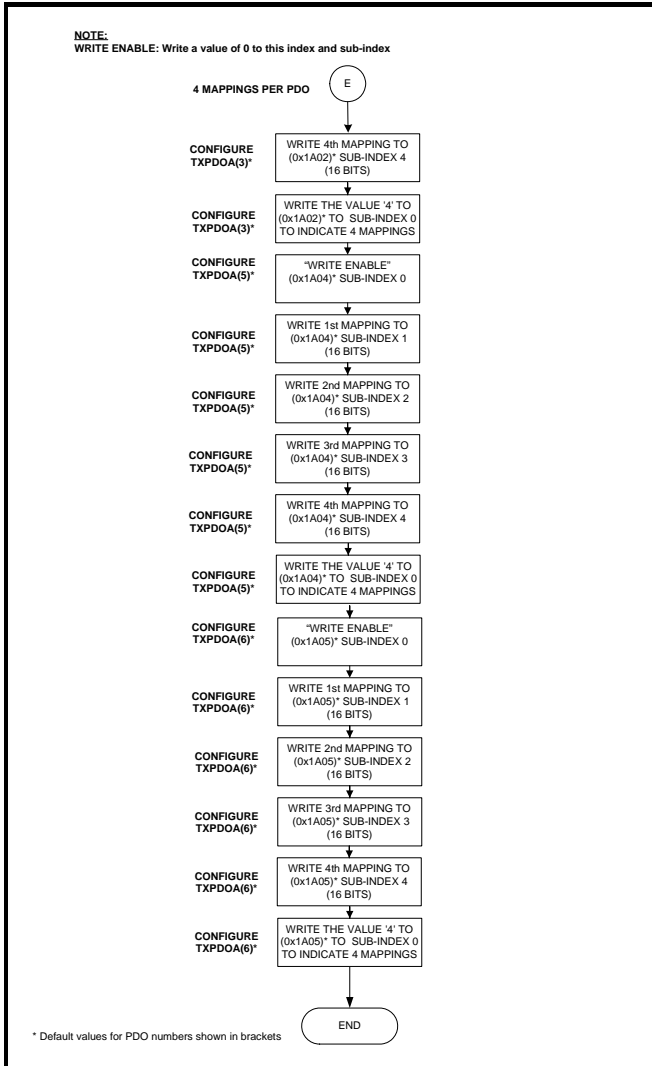 NOTE:
WRITE ENABLE: Write a value of 0 to this index and sub-index
4 MAPPINGS PER PDO
E
CONFIGURE
TXPDOA(3)*
WRITE 4th MAPPING TO
(0x1A02)* SUB-INDEX 4
(16 BITS)
CONFIGURE
TXPDOA(3)*
WRITE THE VALUE '4' TO
(0x1A02)* TO SUB-INDEX 0
TO INDICATE 4 MAPPINGS
CONFIGURE
TXPDOA(5)*
"WRITE ENABLE"
(0x1A04)* SUB-INDEX 0
CONFIGURE
TXPDOA(5)*
WRITE 1st MAPPING TO
(0x1A04)* SUB-INDEX 1
(16 BITS)
CONFIGURE
TXPDOA(5)*
WRITE 2nd MAPPING TO
(0x1A04)* SUB-INDEX 2
(16 BITS)
CONFIGURE
TXPDOA(5)*
WRITE 3rd MAPPING TO
(0x1A04)* SUB-INDEX 3
(16 BITS)
CONFIGURE
TXPDOA(5)*
WRITE 4th MAPPING TO
(0x1A04)* SUB-INDEX 4
(16 BITS)
CONFIGURE
TXPDOA(5)*
WRITE THE VALUE '4' TO
(0x1A04)* TO SUB-INDEX 0
TO INDICATE 4 MAPPINGS
CONFIGURE
TXPDOA(6)*
"WRITE ENABLE"
(0x1A05)* SUB-INDEX 0
CONFIGURE
TXPDOA(6)*
WRITE 1st MAPPING TO
(0x1A05)* SUB-INDEX 1
(16 BITS)
CONFIGURE
TXPDOA(6)*
WRITE 2nd MAPPING TO
(0x1A05)* SUB-INDEX 2
(16 BITS)
CONFIGURE
TXPDOA(6)*
WRITE 3rd MAPPING TO
(0x1A05)* SUB-INDEX 3
(16 BITS)
CONFIGURE
TXPDOA(6)*
WRITE 4th MAPPING TO
(0x1A05)* SUB-INDEX 4
(16 BITS)
CONFIGURE
TXPDOA(6)*
WRITE THE VALUE '4' TO
(0x1A05)* TO SUB-INDEX 0
TO INDICATE 4 MAPPINGS
END
* Default values for PDO numbers shown in brackets